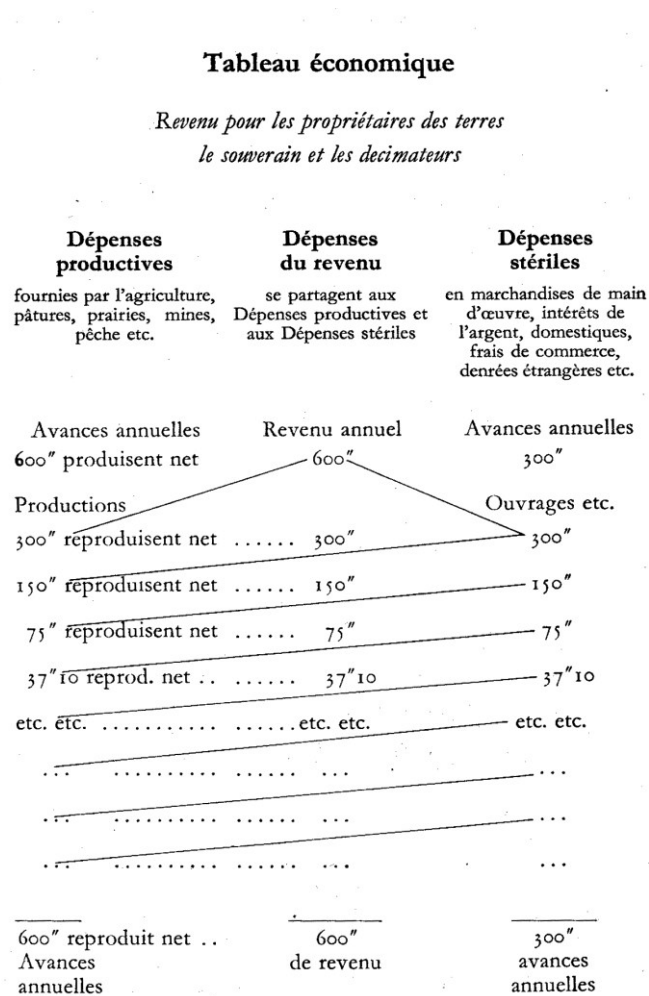 Tableau économique
Revenu pour les propriétaires des terres
le souverain et les decimateurs
Dépenses
productives
fournies par l'agriculture,
pâtures, prairies, mines,
pêche etc.
Dépenses
du revenu
se partagent aux
Dépenses productives et
aux Dépenses stériles
Dépenses
stériles
en marchandises de main
d'œuvre, intérêts de
l'argent, domestiques,
frais de commerce,
denrées étrangères etc.
Avances annuelles Revenu annuel Avances annuelles
600" produisent net 600" 300"
Productions Ouvrages etc.
300" reproduisent net ...... 300" 300"
150" reproduisent net ...... 150" 150"
75" reproduisent net ...... 75" 75"
37"10 reprod. net .. ...... 37"10 37"10
etc. etc. ........... ......etc. etc. etc. etc.
... .......... ...... ... ...
... .......... ...... ... ...
... .......... ...... ... ...
600" reproduit net ..
Avances
annuelles
600"
de revenu
300"
avances
annuelles